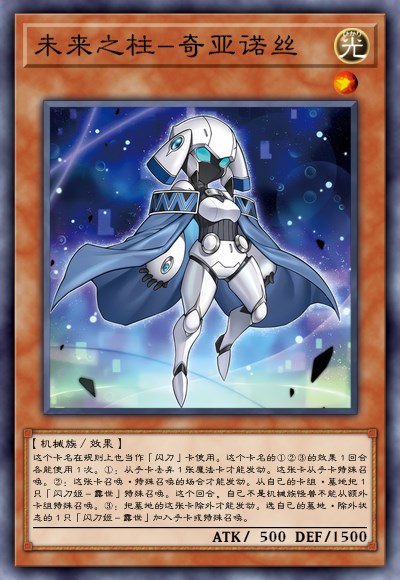 未来之柱－奇亚诺丝
ひかり
光
【机械族／效果】
这个卡名在规则上也当作「闪刀」卡使用。这个卡名的①②③的效果1回合
各能使用1次。①：从手卡丢弃1张魔法卡才能发动。这张卡从手卡特殊召
唤。②：这张卡召唤·特殊召唤的场合才能发动。从自己的卡组·墓地把1
只「闪刀姬－露世」特殊召唤。这个回合，自己不是机械族怪兽不能从额外
卡组特殊召唤。③：把墓地的这张卡除外才能发动。选自己的墓地·除外状
态的1只「闪刀姬－露世」加入手卡或特殊召唤。
ATK/ 500 DEF/1500